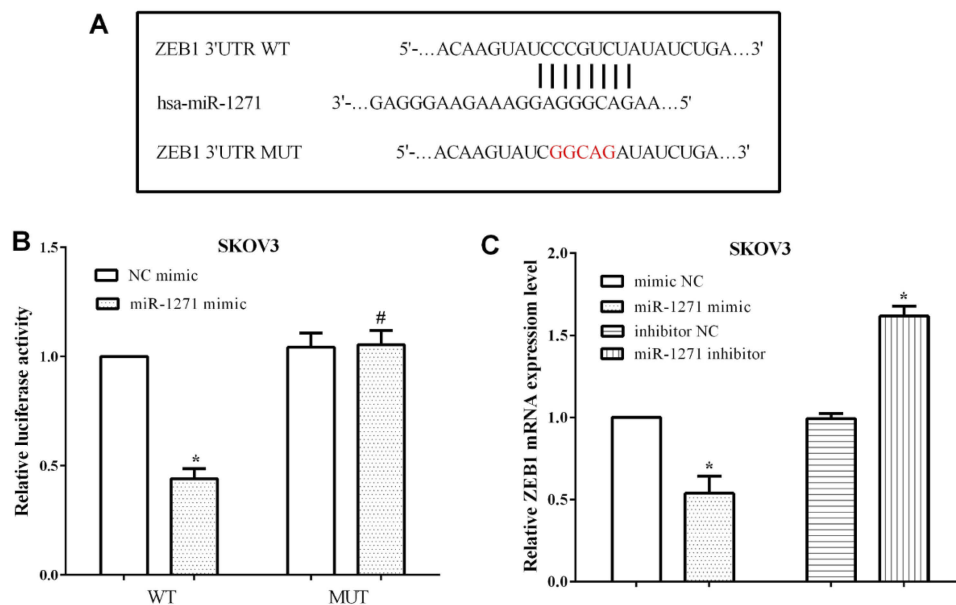 A
ZEB1 3'UTR WT 5'-...ACAAGUAUCCCGUCUAUAUCUGA...3'
hsa-miR-1271 3'-...GAGGGAAGAAAGGAGGGCAGAA...5'
ZEB1 3'UTR MUT 5'-...ACAAGUAUCGGCAGAUAUCUGA...3'
B
SKOV3
NC mimic
miR-1271 mimic
Relative luciferase activity
1.5
1.0
0.5
0.0
*
#
WT MUT
C
SKOV3
mimic NC
miR-1271 mimic
inhibitor NC
miR-1271 inhibitor
Relative ZEB1 mRNA expressiom level
2.0
1.5
1.0
0.5
0.0
*
*